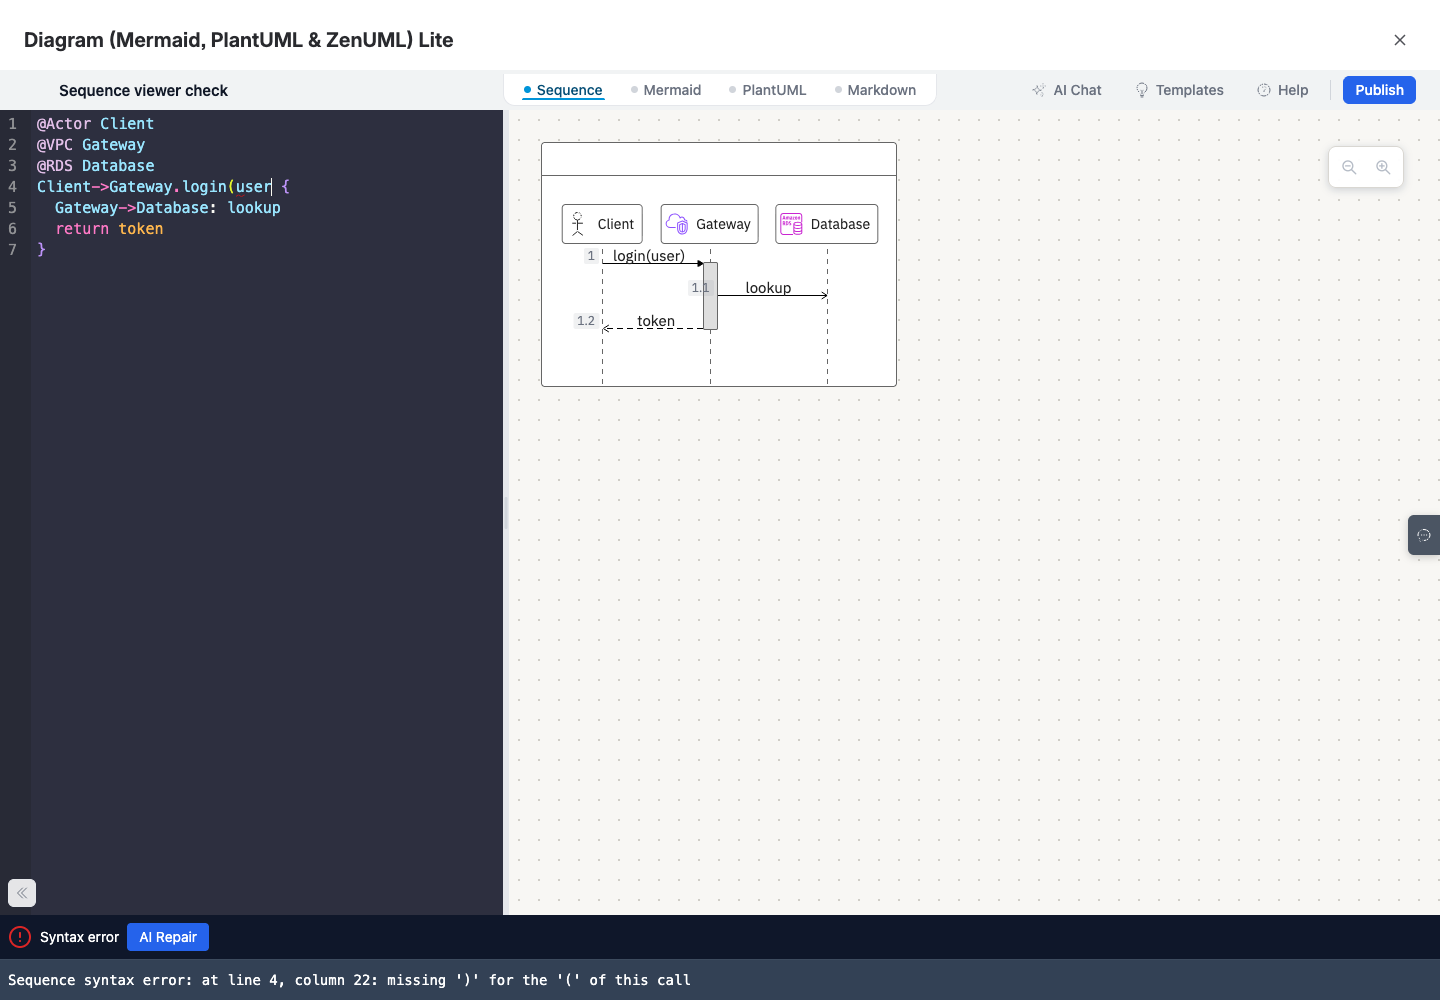 Diagram (Mermaid, PlantUML & ZenUML) Lite
Sequence viewer check
Sequence
Mermaid
PlantUML
Markdown
AI Chat
Templates
Help
Publish
1 @Actor Client
2 @VPC Gateway
3 @RDS Database
4 Client->Gateway.login(user {
5 Gateway->Database: lookup
6 return token
7 }
Client
Gateway
Amazon RDS
Database
1 login(user)
1.1 lookup
1.2 token
Syntax error
AI Repair
Sequence syntax error: at line 4, column 22: missing ')' for the '(' of this call